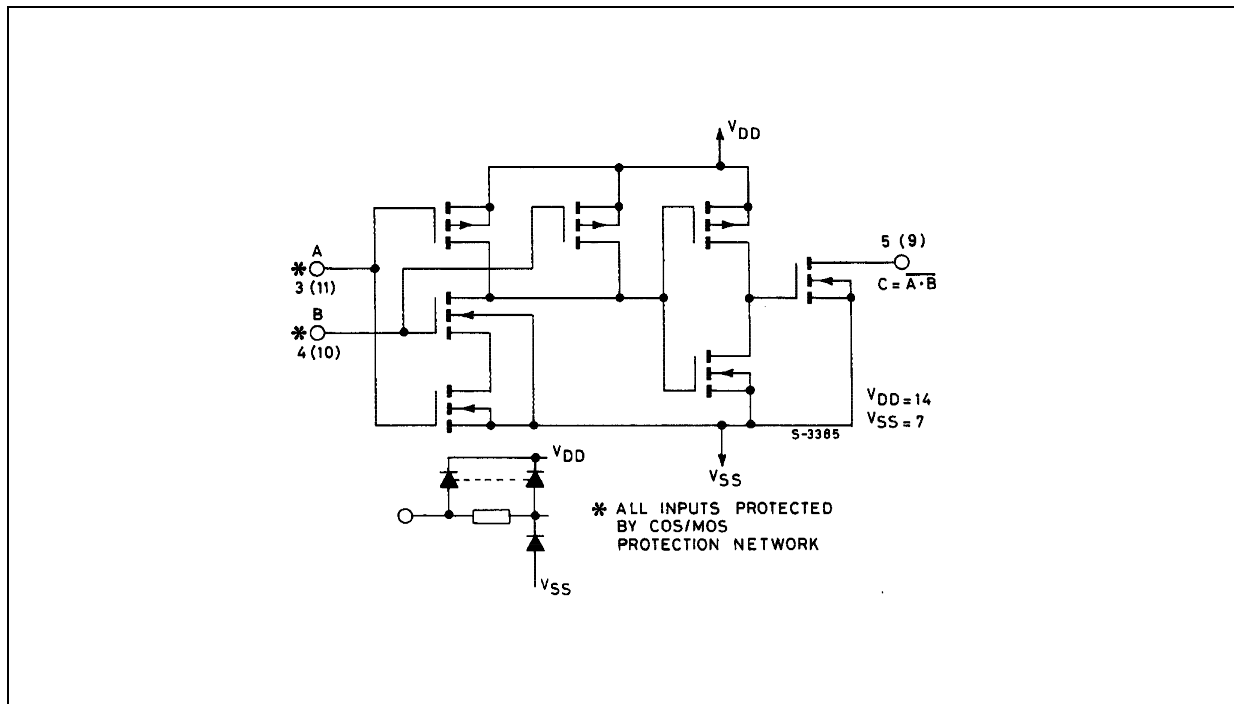 VDD
A
* 3 (11)
B
* 4 (10)
5 (9)
C = A·B
VDD = 14
VSS = 7
S-3385
VSS
VDD
* ALL INPUTS PROTECTED
BY COS/MOS
PROTECTION NETWORK
VSS